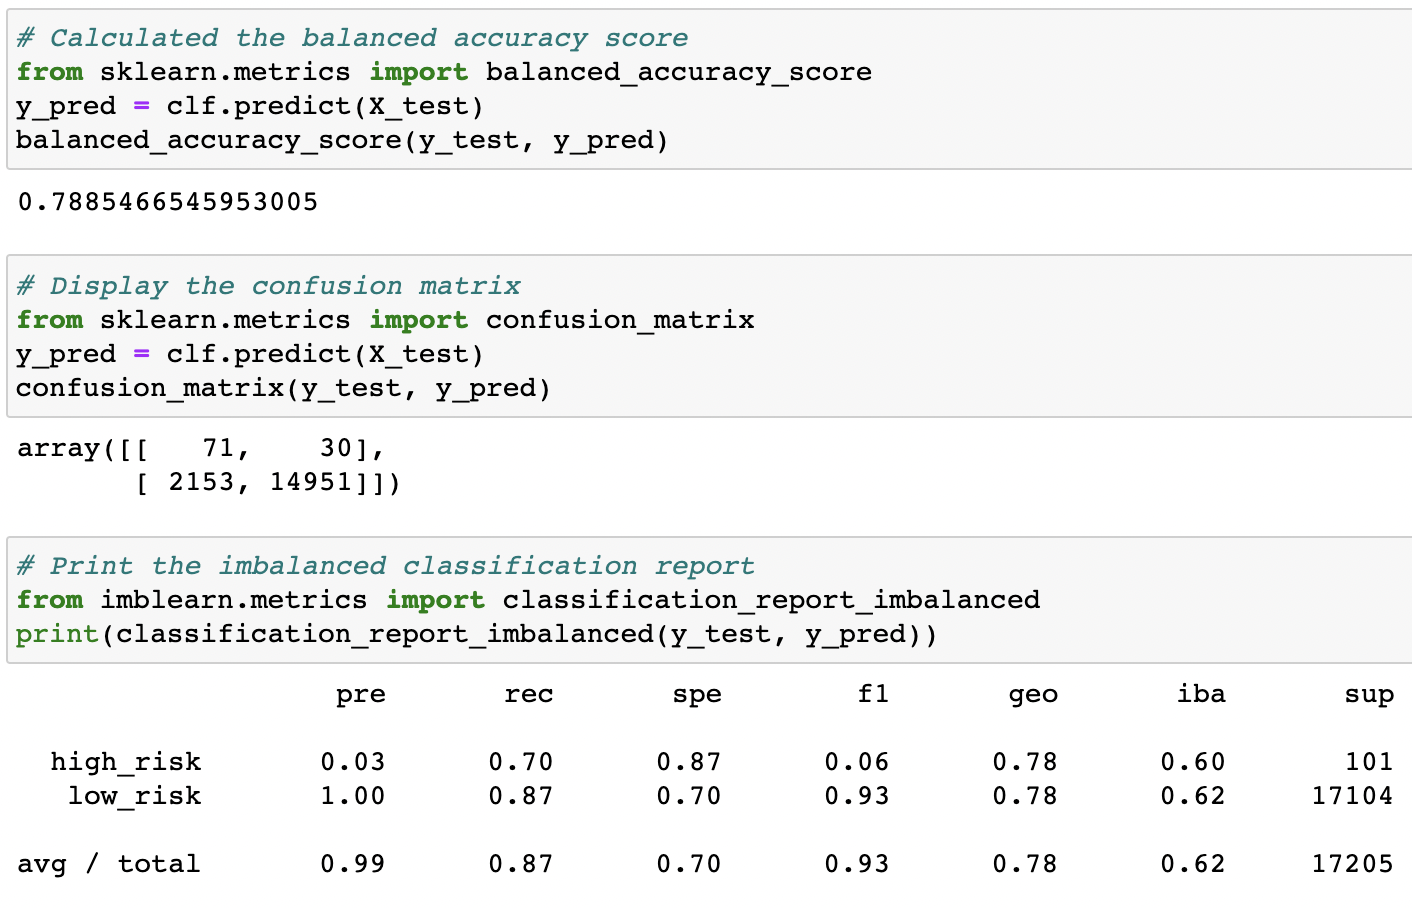 # Calculated the balanced accuracy score
from sklearn.metrics import balanced_accuracy_score
y_pred = clf.predict(X_test)
balanced_accuracy_score(y_test, y_pred)
0.7885466545953005
# Display the confusion matrix
from sklearn.metrics import confusion_matrix
y_pred = clf.predict(X_test)
confusion_matrix(y_test, y_pred)
array([[   71,    30],
       [ 2153, 14951]])
# Print the imbalanced classification report
from imblearn.metrics import classification_report_imbalanced
print(classification_report_imbalanced(y_test, y_pred))
                   pre       rec       spe        f1       geo       iba       sup
  high_risk       0.03      0.70      0.87      0.06      0.78      0.60       101
   low_risk       1.00      0.87      0.70      0.93      0.78      0.62     17104
avg / total       0.99      0.87      0.70      0.93      0.78      0.62     17205